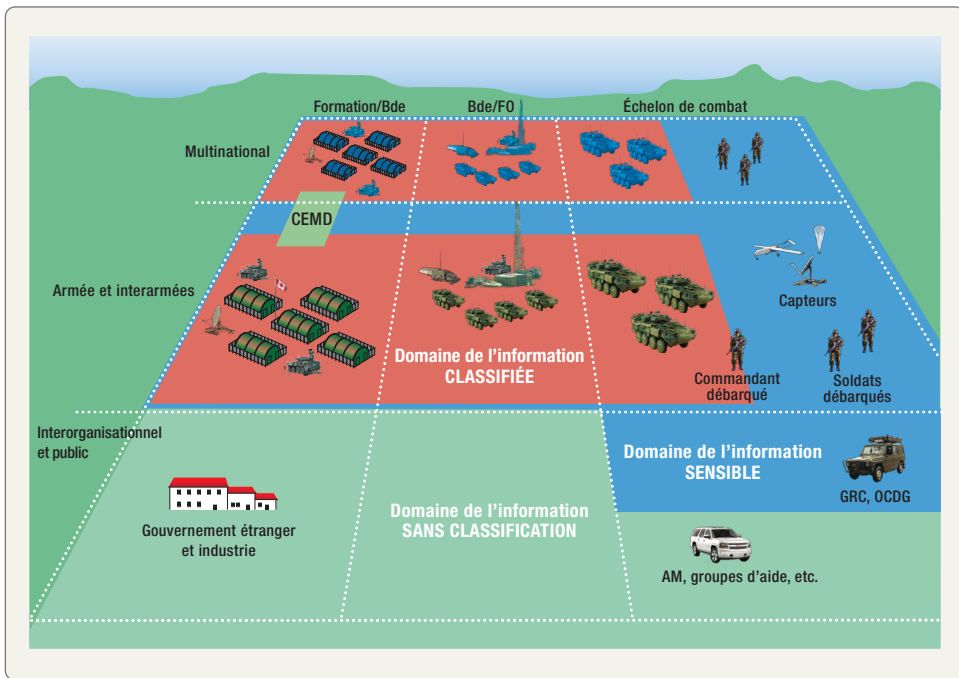 Formation/Bde
Bde/FO
Échelon de combat
Multinational
CEMD
Armée et interarmées
Capteurs
Domaine de l’information
CLASSIFIÉE
Commandant
débarqué
Soldats
débarqués
Interorganisationnel
et public
Domaine de l’information
SENSIBLE
GRC, OCDG
Gouvernement étranger
et industrie
Domaine de l’information
SANS CLASSIFICATION
AM, groupes d’aide, etc.